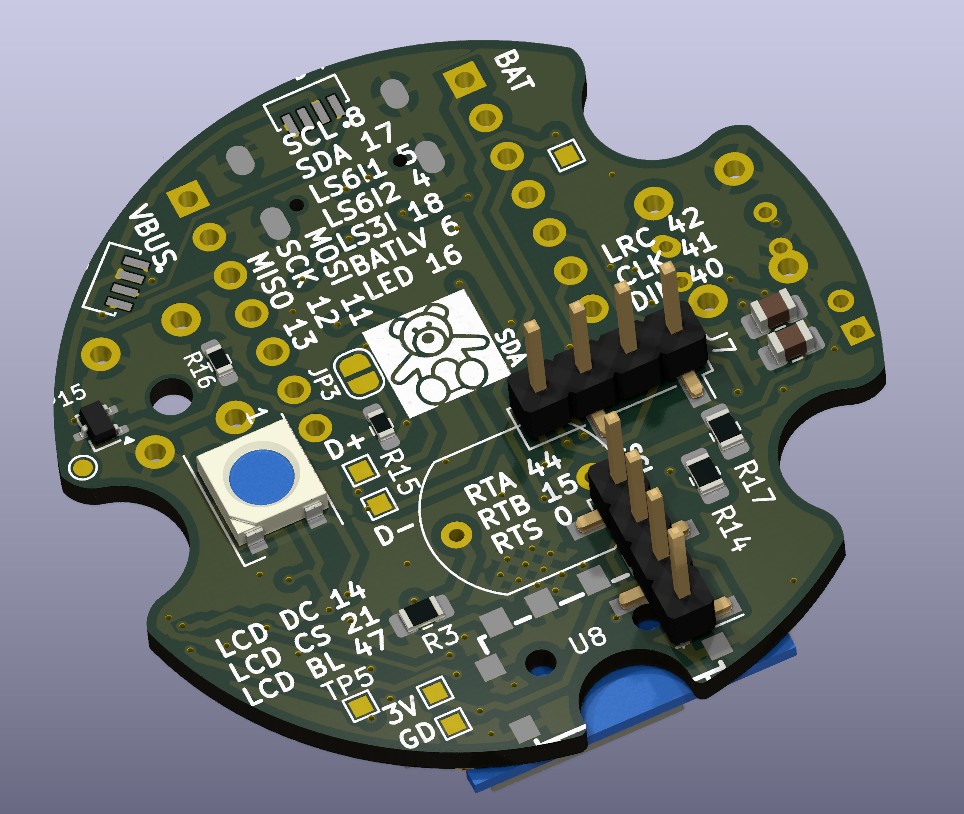 BAT
SCL 8
SDA 17
LS6I1 5
LS6I2 4
LS3I 18
BATLV 6
LED 16
MOSI 11
SCK 12
MISO 13
VBUS
LRC 42
CLK 41
DIN 40
SDA
J7
R16
JP3
15
1
D+
R15
D-
RTA 44
RTB 15
RTS 0
R17
R14
LCD DC 14
LCD CS 21
LCD BL 47
R3
U8
TP5
3V
GD